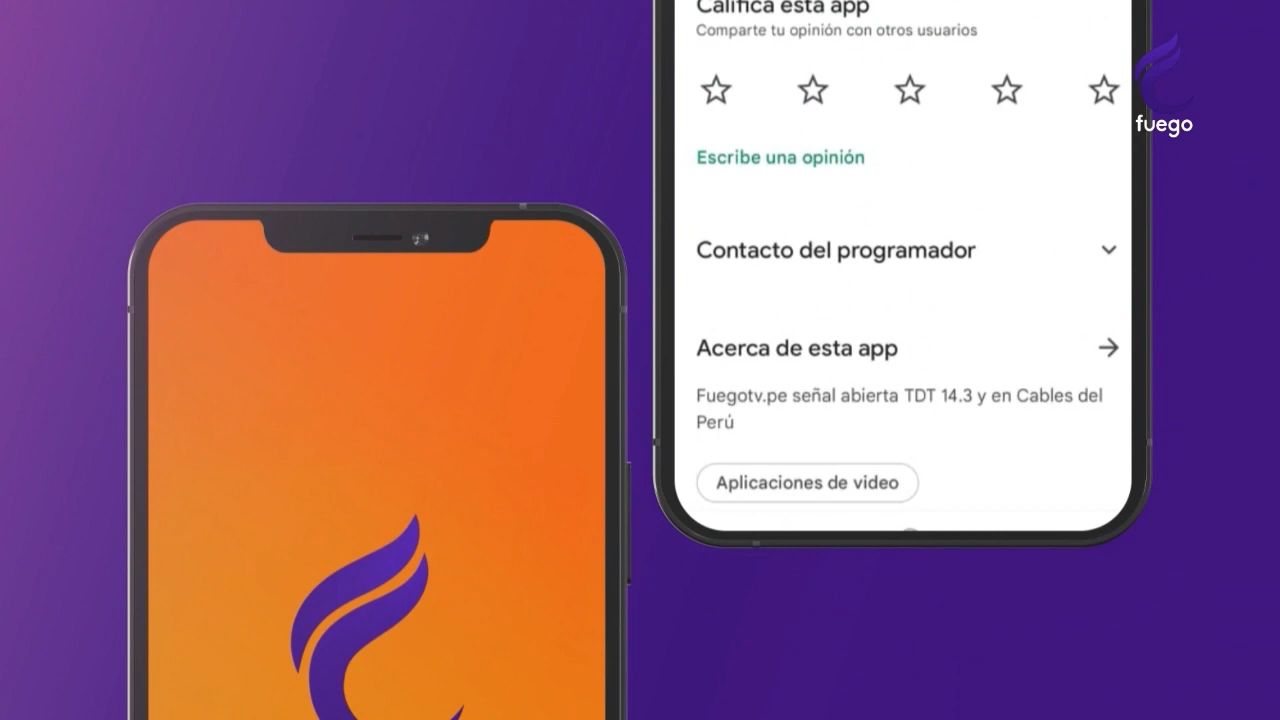 Califica esta app
Comparte tu opinión con otros usuarios
fuego
Escribe una opinión
Contacto del programador
Acerca de esta app
Fuegotv.pe señal abierta TDT 14.3 y en Cables del
Perú
Aplicaciones de video